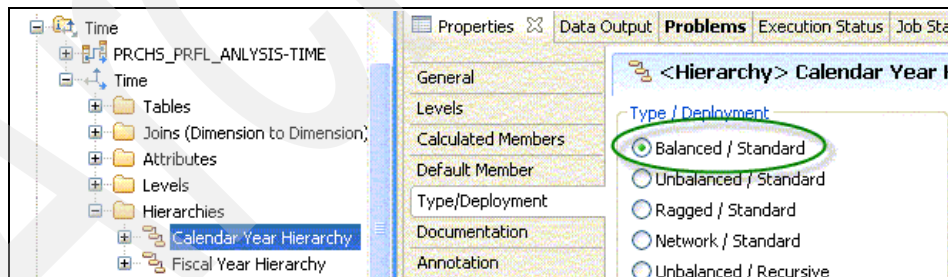 Time
PRCHS_PRFL_ANLYSIS-TIME
Time
Tables
Joins (Dimension to Dimension)
Attributes
Levels
Hierarchies
Calendar Year Hierarchy
Fiscal Year Hierarchy
Properties Data Output Problems Execution Status Job Sta
General
Levels
Calculated Members
Default Member
Type/Deployment
Documentation
Annotation
<Hierarchy> Calendar Year H
Type / Deployment
Balanced / Standard
Unbalanced / Standard
Ragged / Standard
Network / Standard
Unbalanced / Recursive